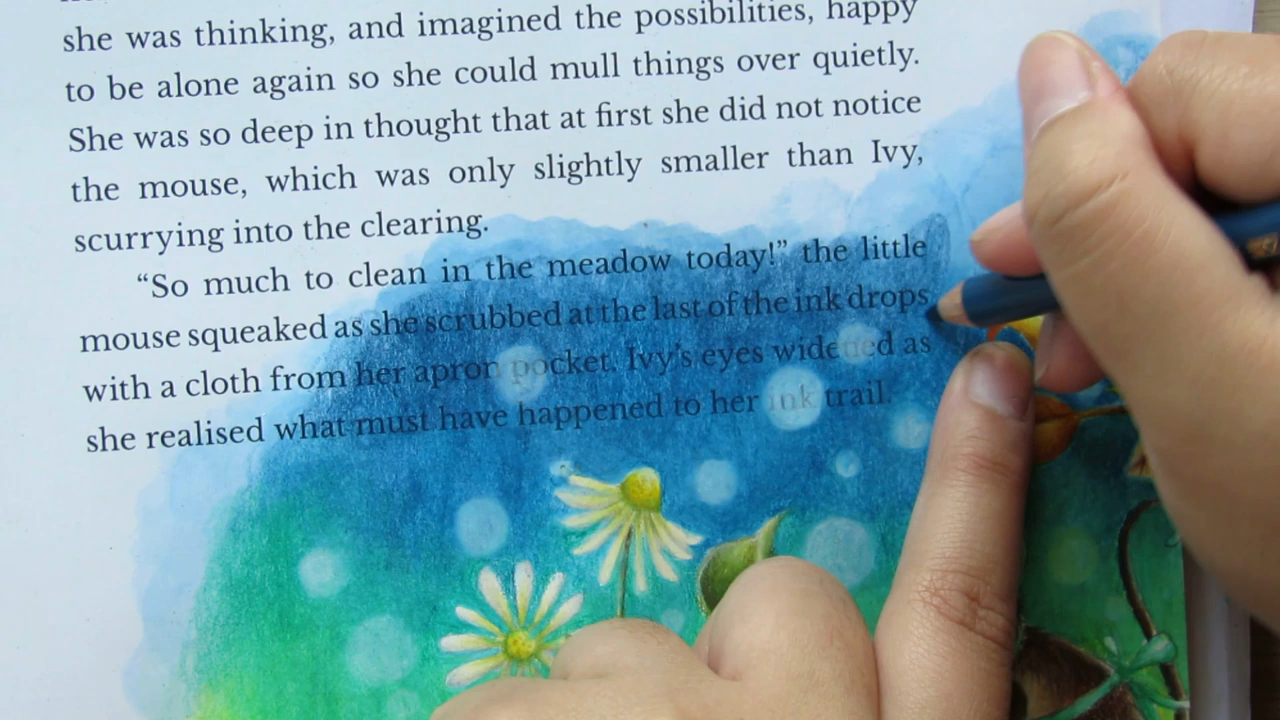 she was thinking, and imagined the possibilities, happy
to be alone again so she could mull things over quietly.
She was so deep in thought that at first she did not notice
the mouse, which was only slightly smaller than Ivy,
scurrying into the clearing.
“So much to clean in the meadow today!” the little
mouse squeaked as she scrubbed at the last of the ink drops
with a cloth from her apron pocket. Ivy’s eyes widened as
she realised what must have happened to her ink trail.